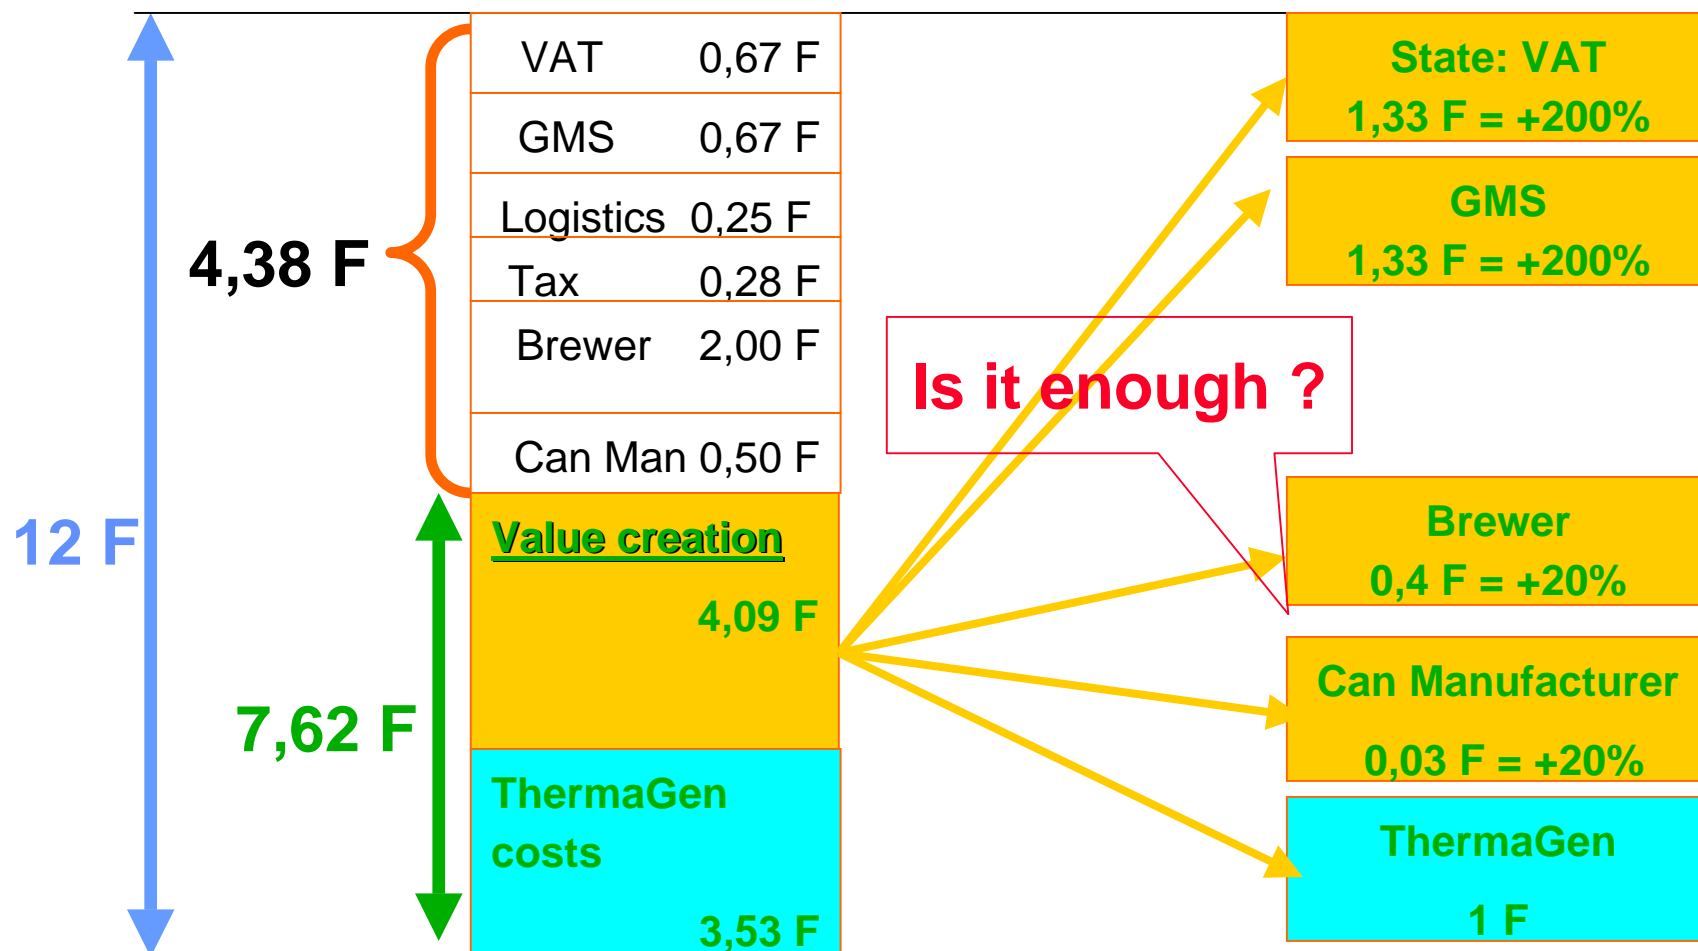 12 F
4,38 F
7,62 F
VAT 0,67 F
GMS 0,67 F
Logistics 0,25 F
Tax 0,28 F
Brewer 2,00 F
Can Man 0,50 F
Value creation
4,09 F
ThermaGen
costs
3,53 F
Is it enough ?
State: VAT
1,33 F = +200%
GMS
1,33 F = +200%
Brewer
0,4 F = +20%
Can Manufacturer
0,03 F = +20%
ThermaGen
1 F